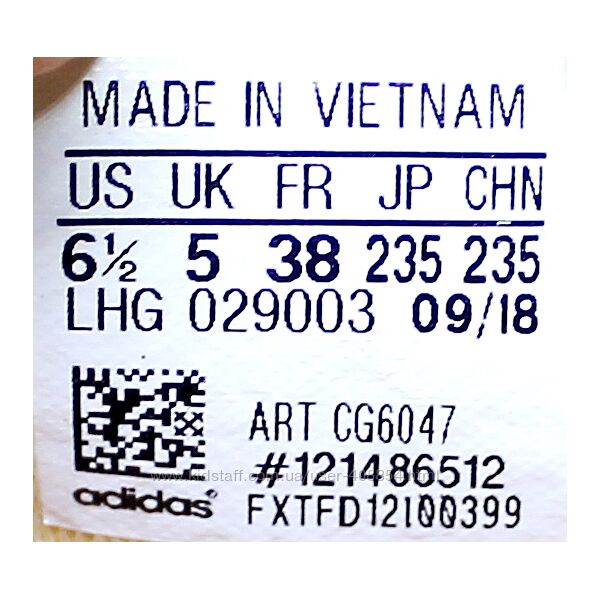 MADE IN VIETNAM
US UK FR JP CHN
6½ 5 38 235 235
LHG 029003 09/18
ART CG6047
#121486512
adidas
FXTFD12100399